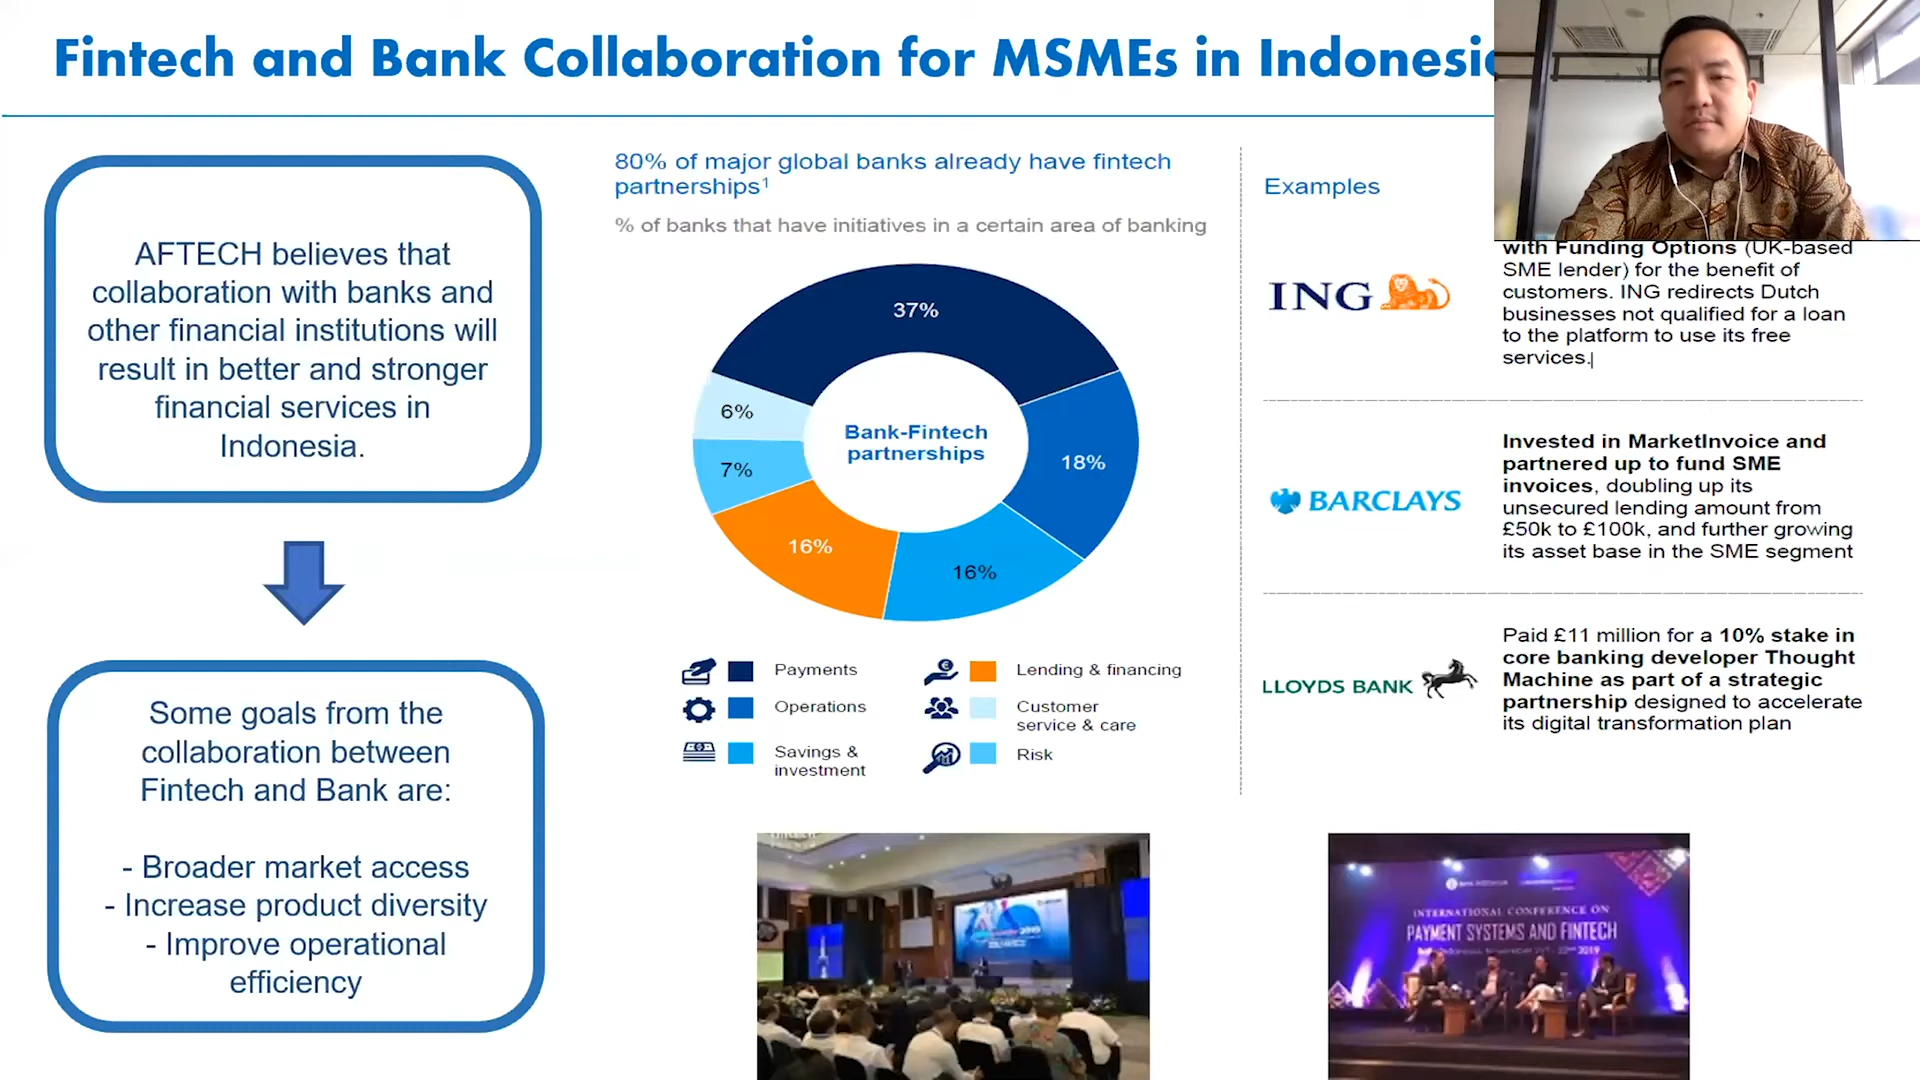 Fintech and Bank Collaboration for MSMEs in Indonesia
AFTECH believes that
collaboration with banks and
other financial institutions will
result in better and stronger
financial services in
Indonesia.
Some goals from the
collaboration between
Fintech and Bank are:
- Broader market access
- Increase product diversity
- Improve operational
efficiency
80% of major global banks already have fintech
partnerships¹
% of banks that have initiatives in a certain area of banking
37%
18%
16%
16%
7%
6%
Bank-Fintech
partnerships
Payments
Operations
Savings &
investment
Lending & financing
Customer
service & care
Risk
Examples
ING
with Funding Options (UK-based
SME lender) for the benefit of
customers. ING redirects Dutch
businesses not qualified for a loan
to the platform to use its free
services.
BARCLAYS
Invested in MarketInvoice and
partnered up to fund SME
invoices, doubling up its
unsecured lending amount from
£50k to £100k, and further growing
its asset base in the SME segment
LLOYDS BANK
Paid £11 million for a 10% stake in
core banking developer Thought
Machine as part of a strategic
partnership designed to accelerate
its digital transformation plan
2019
INTERNATIONAL CONFERENCE ON
PAYMENT SYSTEMS AND FINTECH